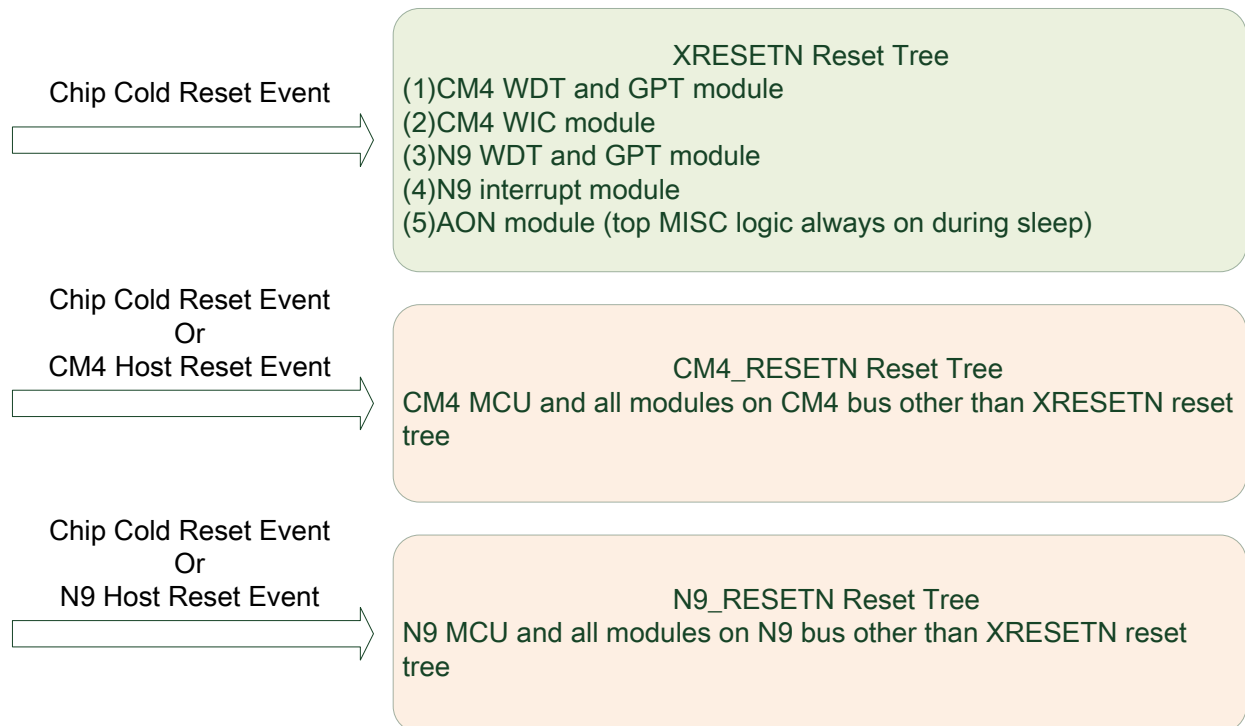 Chip Cold Reset Event
XRESETN Reset Tree
(1)CM4 WDT and GPT module
(2)CM4 WIC module
(3)N9 WDT and GPT module
(4)N9 interrupt module
(5)AON module (top MISC logic always on during sleep)
Chip Cold Reset Event
Or
CM4 Host Reset Event
CM4_RESETN Reset Tree
CM4 MCU and all modules on CM4 bus other than XRESETN reset
tree
Chip Cold Reset Event
Or
N9 Host Reset Event
N9_RESETN Reset Tree
N9 MCU and all modules on N9 bus other than XRESETN reset
tree